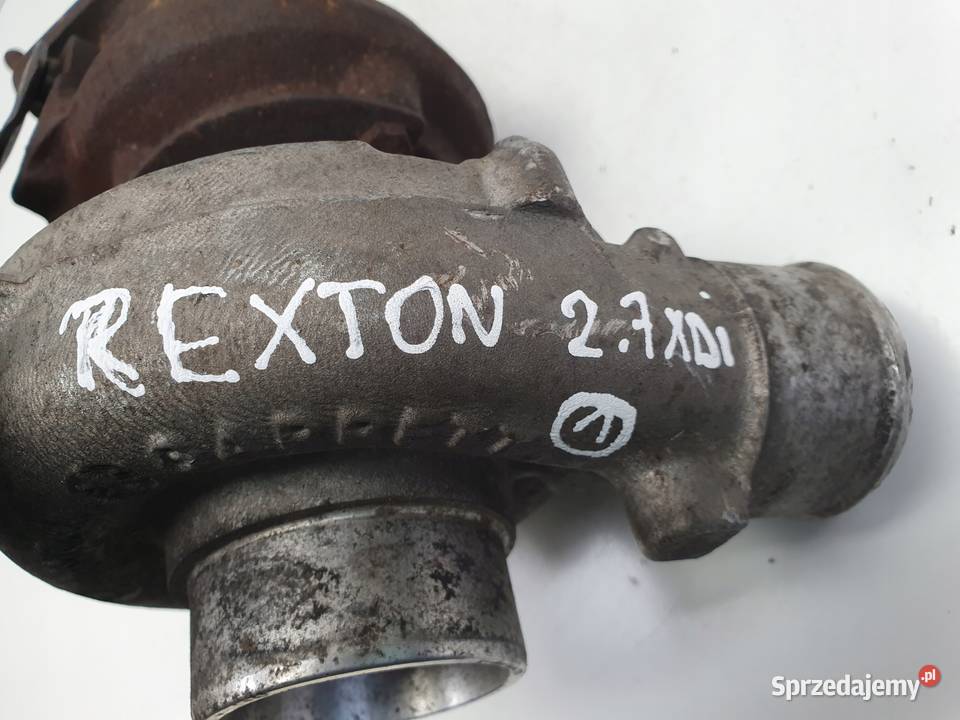 REXTON 2.7XDi
1
Sprzedajemy.pl